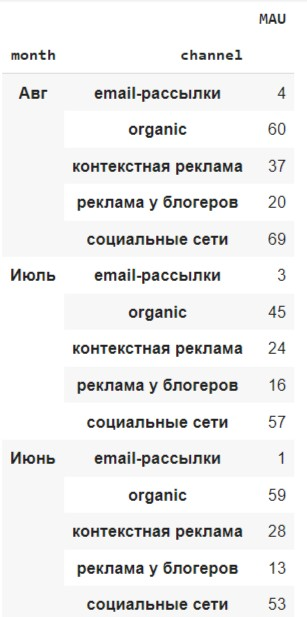 MAU
month channel
Авг email-рассылки 4
organic 60
контекстная реклама 37
реклама у блогеров 20
социальные сети 69
Июль email-рассылки 3
organic 45
контекстная реклама 24
реклама у блогеров 16
социальные сети 57
Июнь email-рассылки 1
organic 59
контекстная реклама 28
реклама у блогеров 13
социальные сети 53